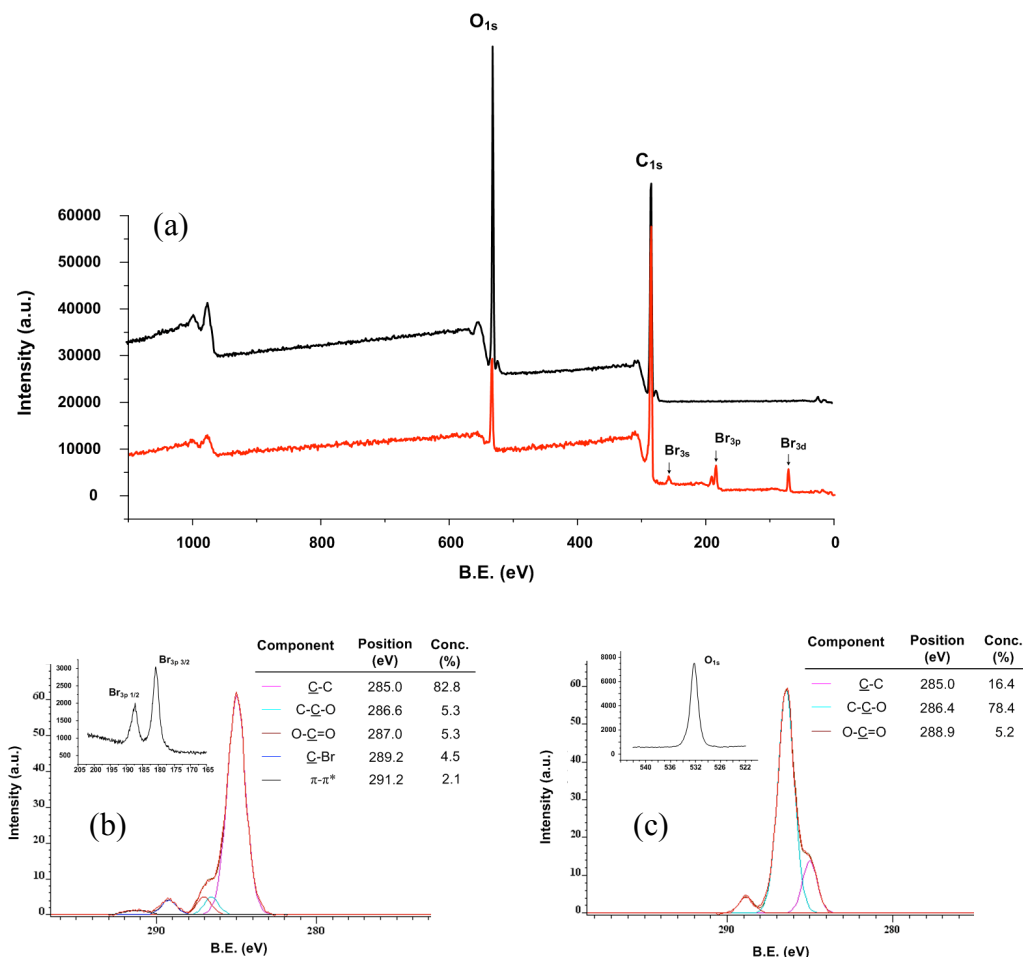 O1s
C1s
(a)
60000
50000
40000
30000
20000
10000
0
Intensity (a.u.)
Br3s
Br3p
Br3d
1000 800 600 400 200 0
B.E. (eV)
Component Position (eV) Conc. (%)
C-C 285.0 82.8
C-C-O 286.6 5.3
O-C=O 287.0 5.3
C-Br 289.2 4.5
π-π* 291.2 2.1
Br3p 3/2
Br3p 1/2
3000
2500
2000
1500
1000
500
205 200 195 190 185 180 175 170 165
60
50
40
30
20
10
0
Intensity (a.u.)
(b)
290 280
B.E. (eV)
Component Position (eV) Conc. (%)
C-C 285.0 16.4
C-C-O 286.4 78.4
O-C=O 288.9 5.2
O1s
8000
6000
4000
2000
0
540 536 532 528 522
60
50
40
30
20
10
0
Intensity (a.u.)
(c)
290 280
B.E. (eV)